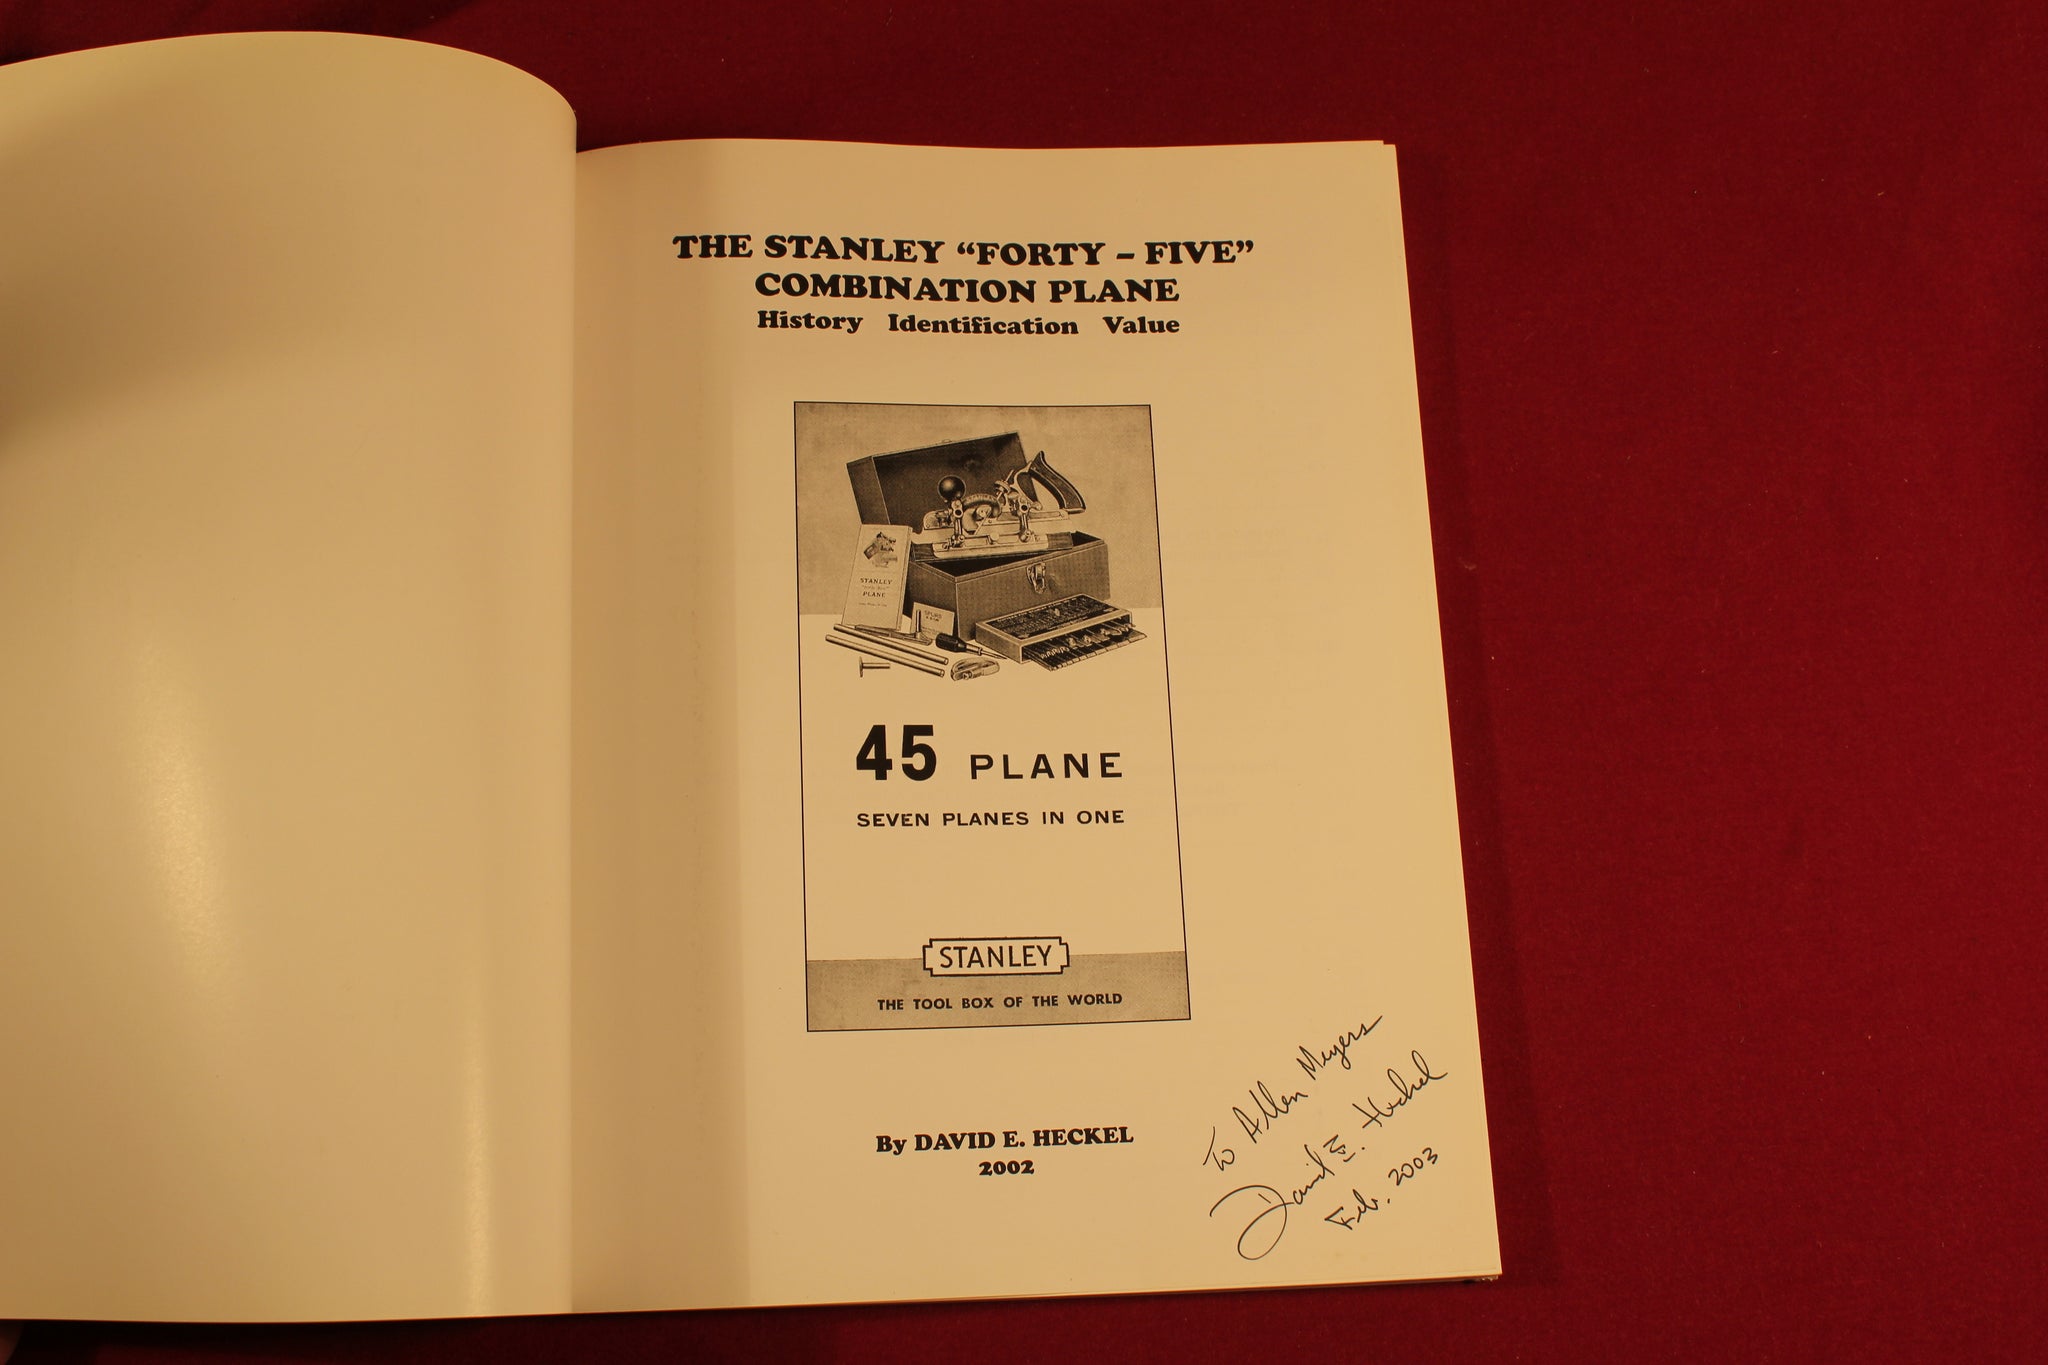 THE STANLEY “FORTY – FIVE”
COMBINATION PLANE
History Identification Value
STANLEY
STANLEY
PLANE
45 PLANE
SEVEN PLANES IN ONE
STANLEY
THE TOOL BOX OF THE WORLD
By DAVID E. HECKEL
2002
To Allen Meyers
David E. Heckel
Feb. 2003